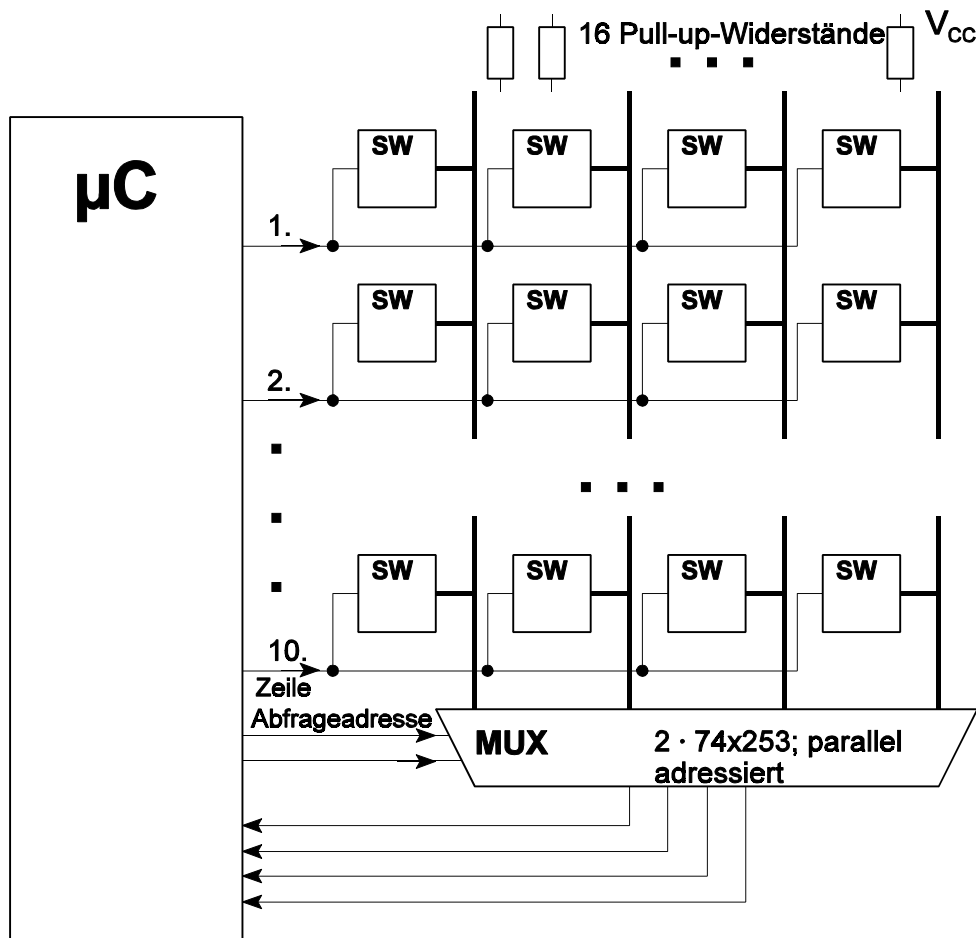 16 Pull-up-Widerstände
VCC
µC
SW SW SW SW
1.
SW SW SW SW
2.
SW SW SW SW
10.
Zeile
Abfrageadresse
MUX
2 · 74x253; parallel
adressiert